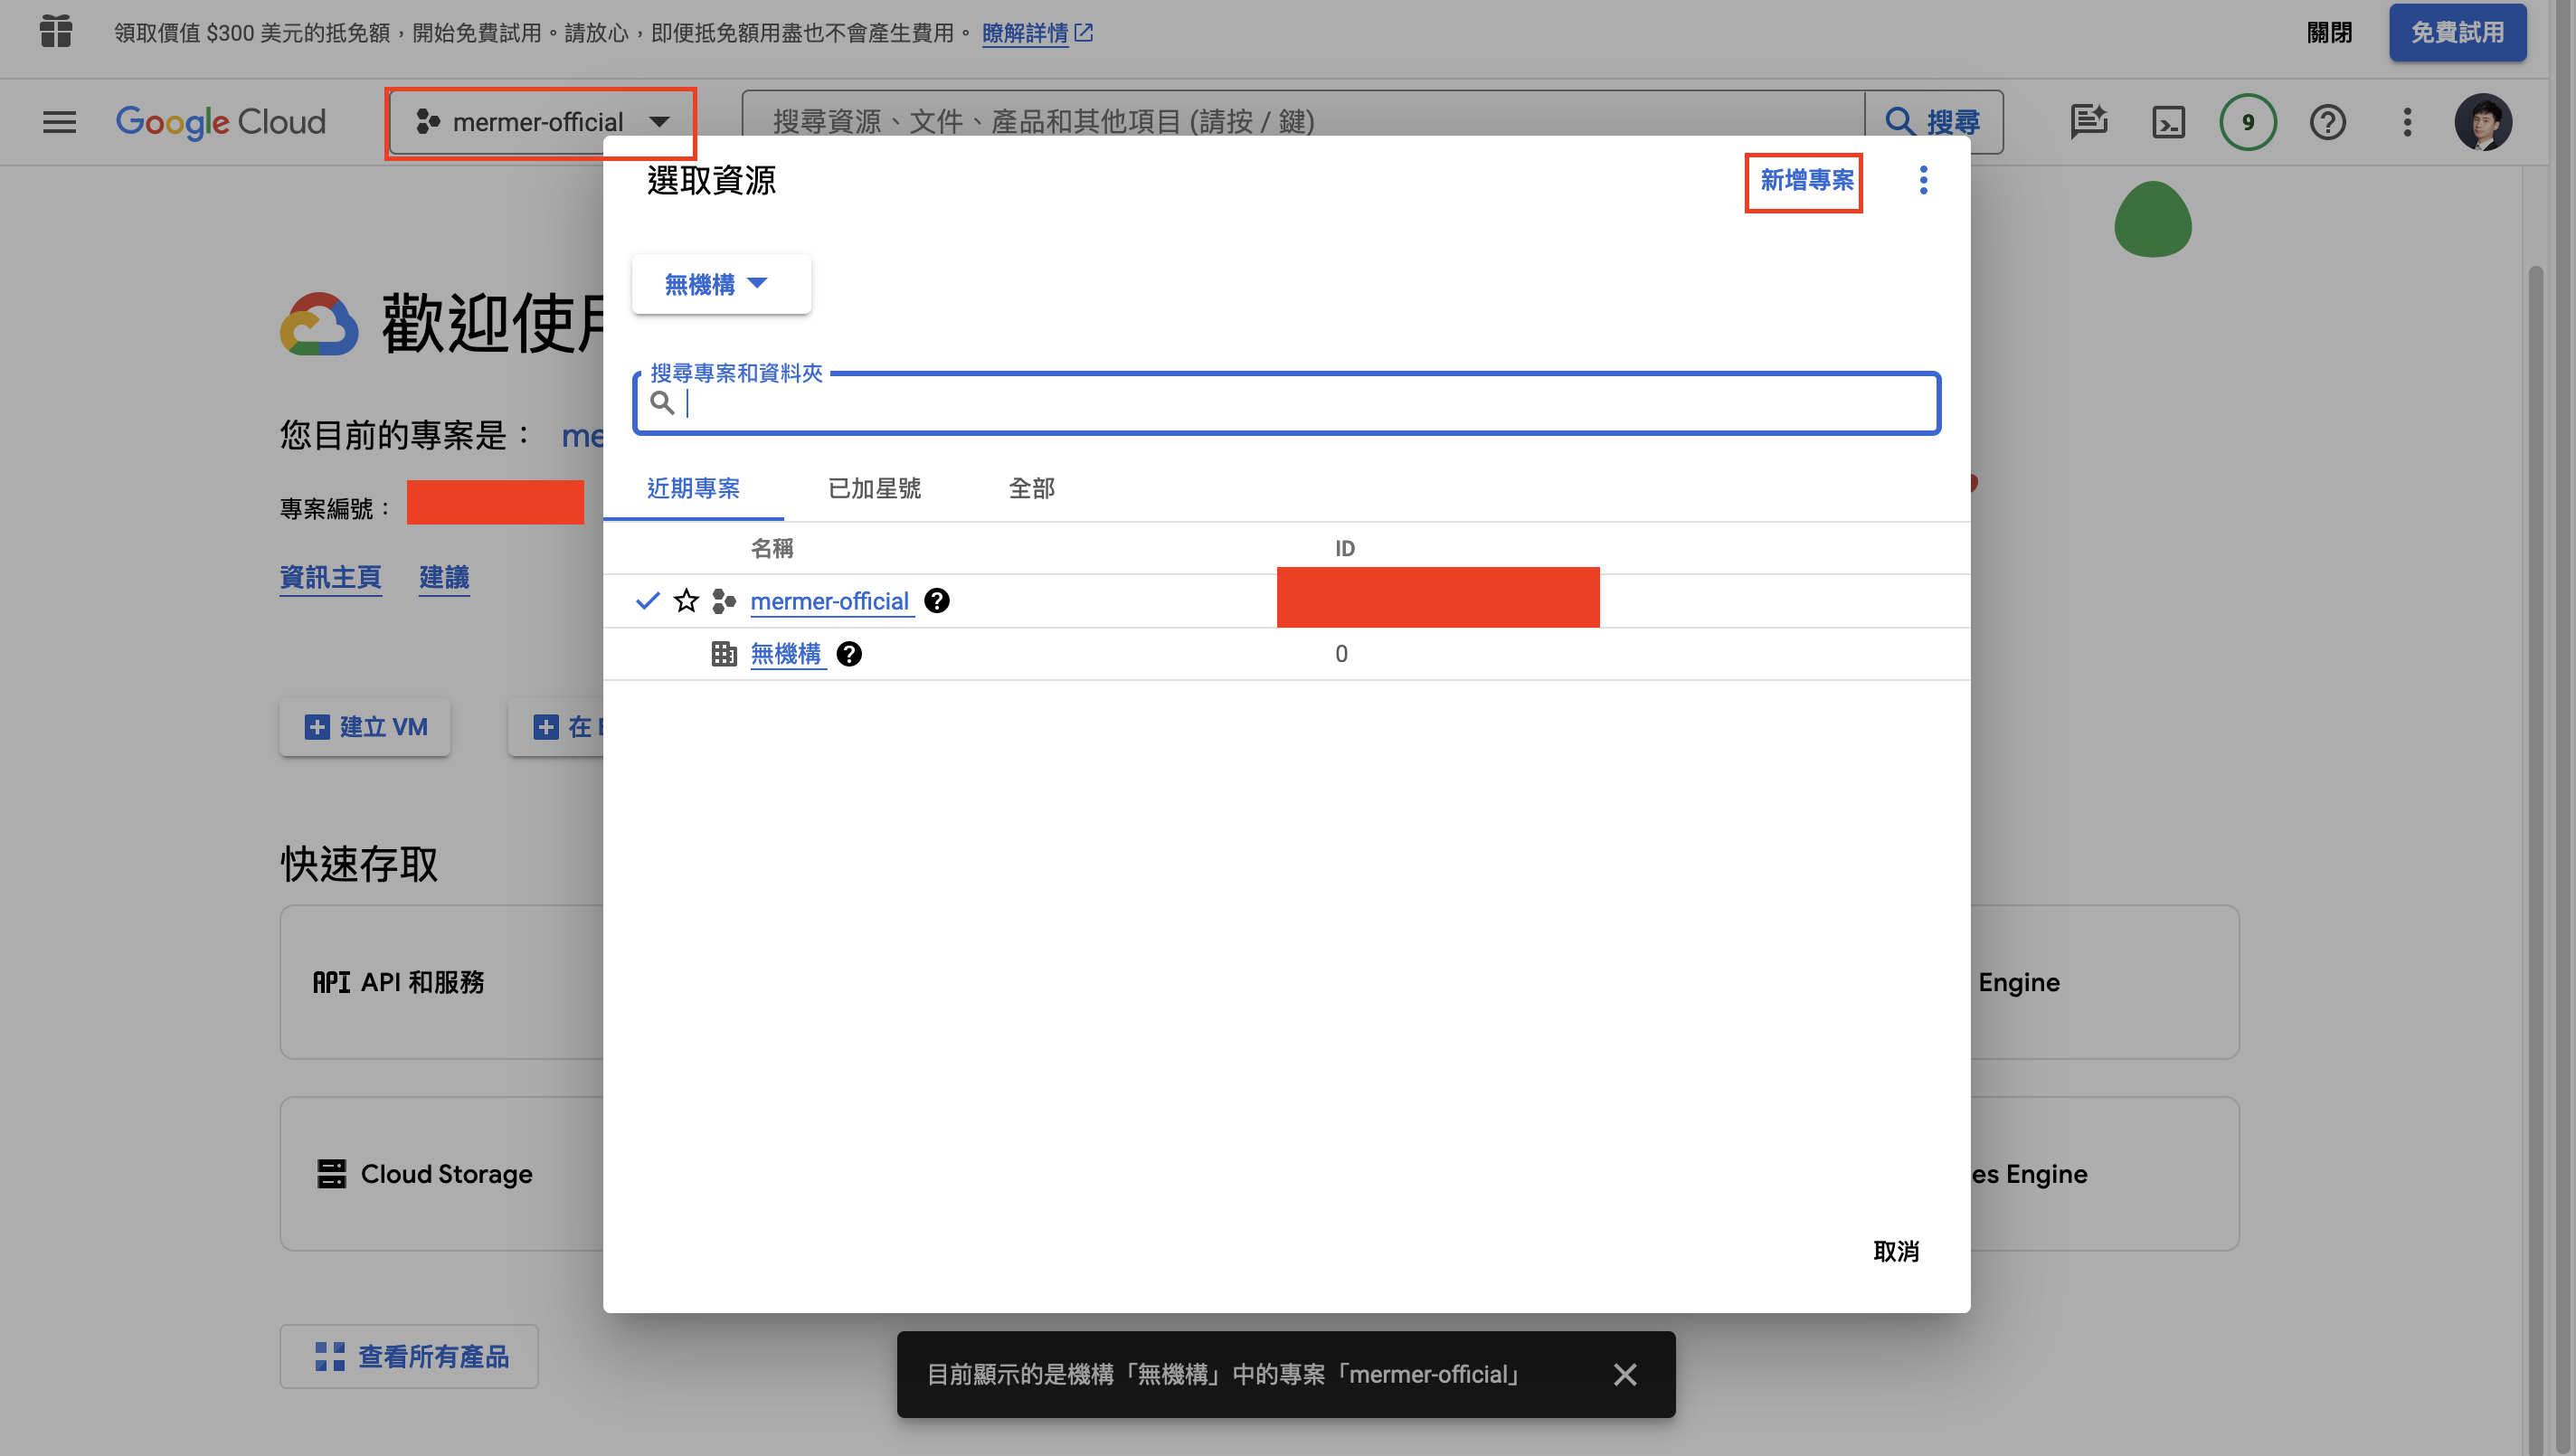 領取價值 $300 美元的抵免額，開始免費試用。請放心，即便抵免額用盡也不會產生費用。 瞭解詳情
關閉
免費試用
Google Cloud
mermer-official
搜尋資源、文件、產品和其他項目 (請按 / 鍵)
搜尋
9
選取資源
新增專案
無機構
歡迎使用
搜尋專案和資料夾
您目前的專案是： me
近期專案
已加星號
全部
專案編號：
名稱
ID
資訊主頁
建議
mermer-official
無機構
0
建立 VM
在
快速存取
API API 和服務
Engine
Cloud Storage
es Engine
取消
查看所有產品
目前顯示的是機構「無機構」中的專案「mermer-official」